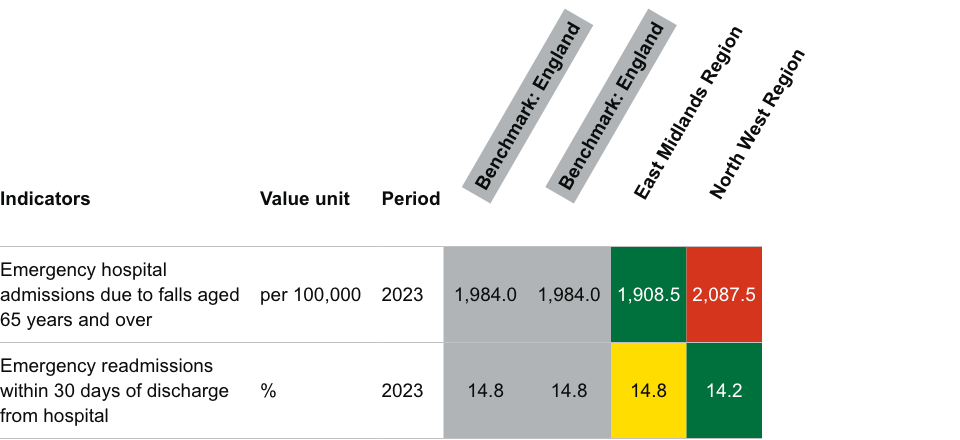 Benchmark: England
Benchmark: England
East Midlands Region
North West Region
Indicators Value unit Period
Emergency hospital
admissions due to falls aged per 100,000 2023 1,984.0 1,984.0 1,908.5 2,087.5
65 years and over
Emergency readmissions
within 30 days of discharge % 2023 14.8 14.8 14.8 14.2
from hospital